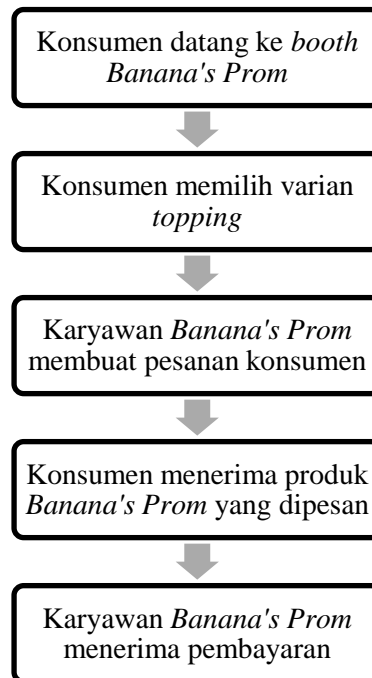 Konsumen datang ke booth
Banana's Prom
Konsumen memilih varian
topping
Karyawan Banana's Prom
membuat pesanan konsumen
Konsumen menerima produk
Banana's Prom yang dipesan
Karyawan Banana's Prom
menerima pembayaran